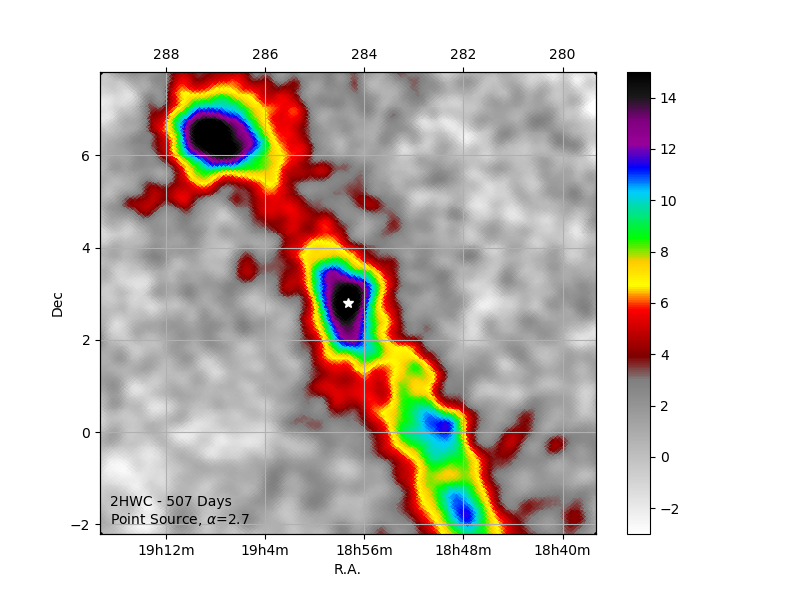 288 286 284 282 280
14
12
10
8
6
4
2
0
−2
6
4
2
0
−2
Dec
2HWC - 507 Days
Point Source, α=2.7
19h12m 19h4m 18h56m 18h48m 18h40m
R.A.